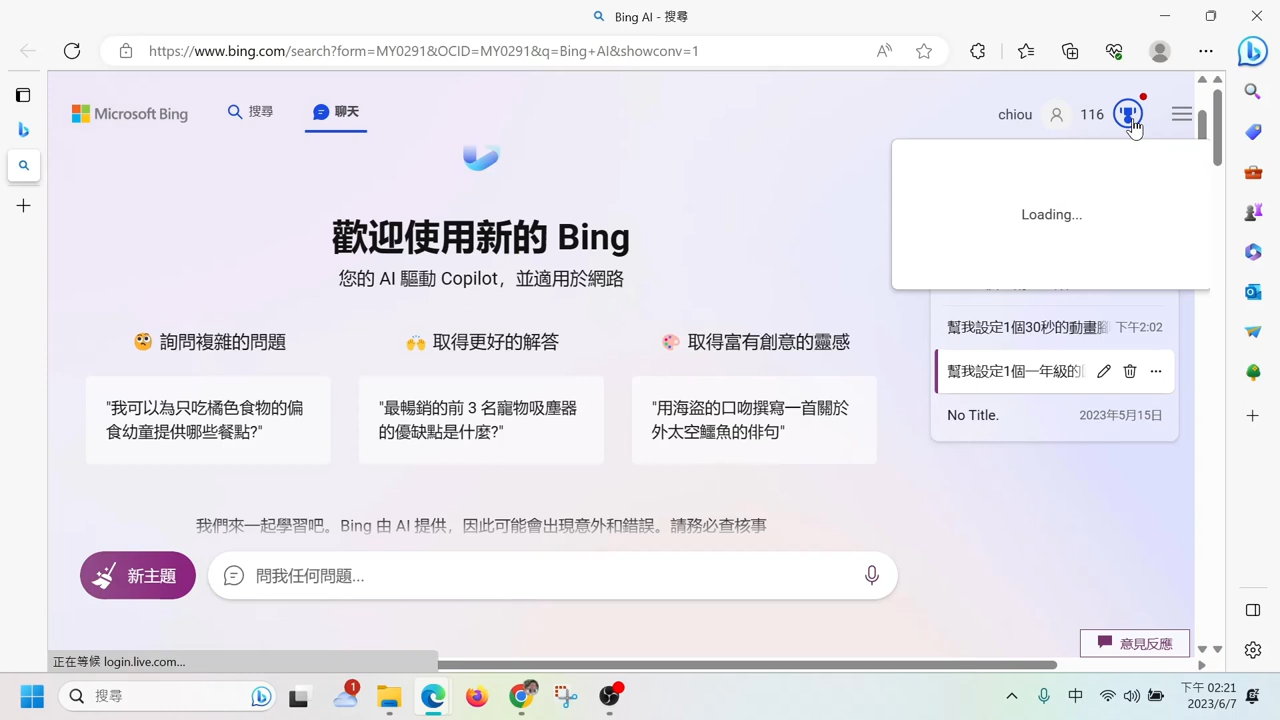 Bing AI - 搜尋
https://www.bing.com/search?form=MY0291&OCID=MY0291&q=Bing+AI&showconv=1
Microsoft Bing
搜尋
聊天
chiou
116
Loading...
歡迎使用新的 Bing
您的 AI 驅動 Copilot，並適用於網路
幫我設定1個30秒的動畫腳 下午2:02
幫我設定1個一年級的
No Title. 2023年5月15日
詢問複雜的問題
取得更好的解答
取得富有創意的靈感
"我可以為只吃橘色食物的偏
食幼童提供哪些餐點?"
"最暢銷的前 3 名寵物吸塵器
的優缺點是什麼?"
"用海盜的口吻撰寫一首關於
外太空鱷魚的俳句"
我們來一起學習吧。Bing 由 AI 提供，因此可能會出現意外和錯誤。請務必查核事
新主題
問我任何問題...
意見反應
正在等候 login.live.com...
搜尋
1
中
下午 02:21
2023/6/7